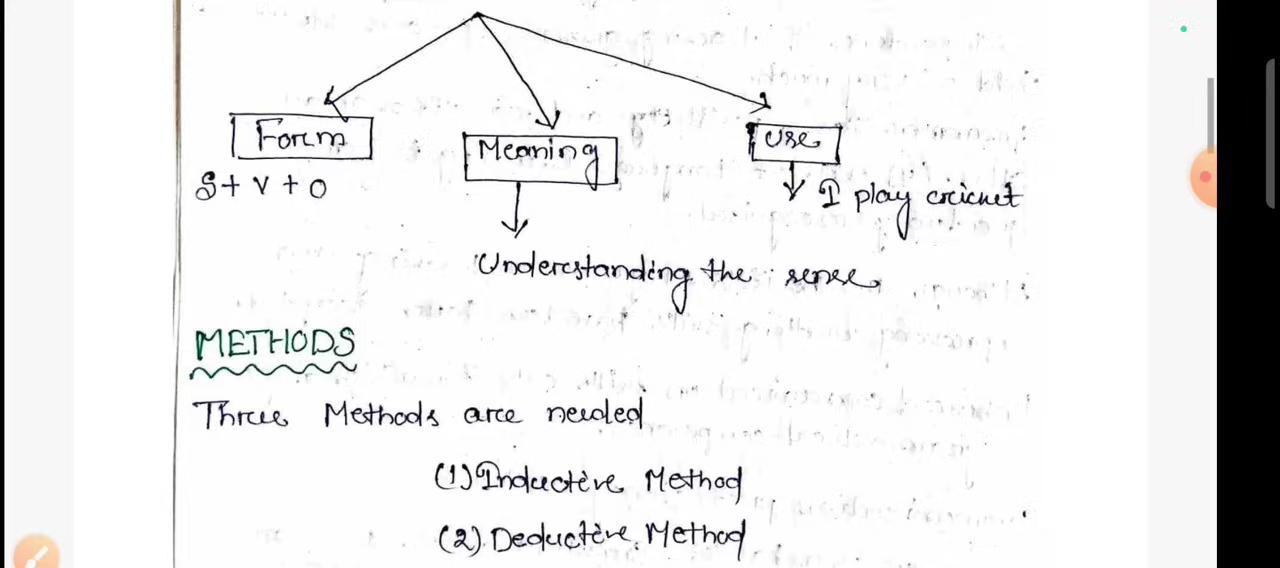 Form
Meaning
Use
S + V + O
I play cricket
Understanding the sense.
METHODS
Three Methods are needed
(1) Inductive Method
(2) Deductive Method